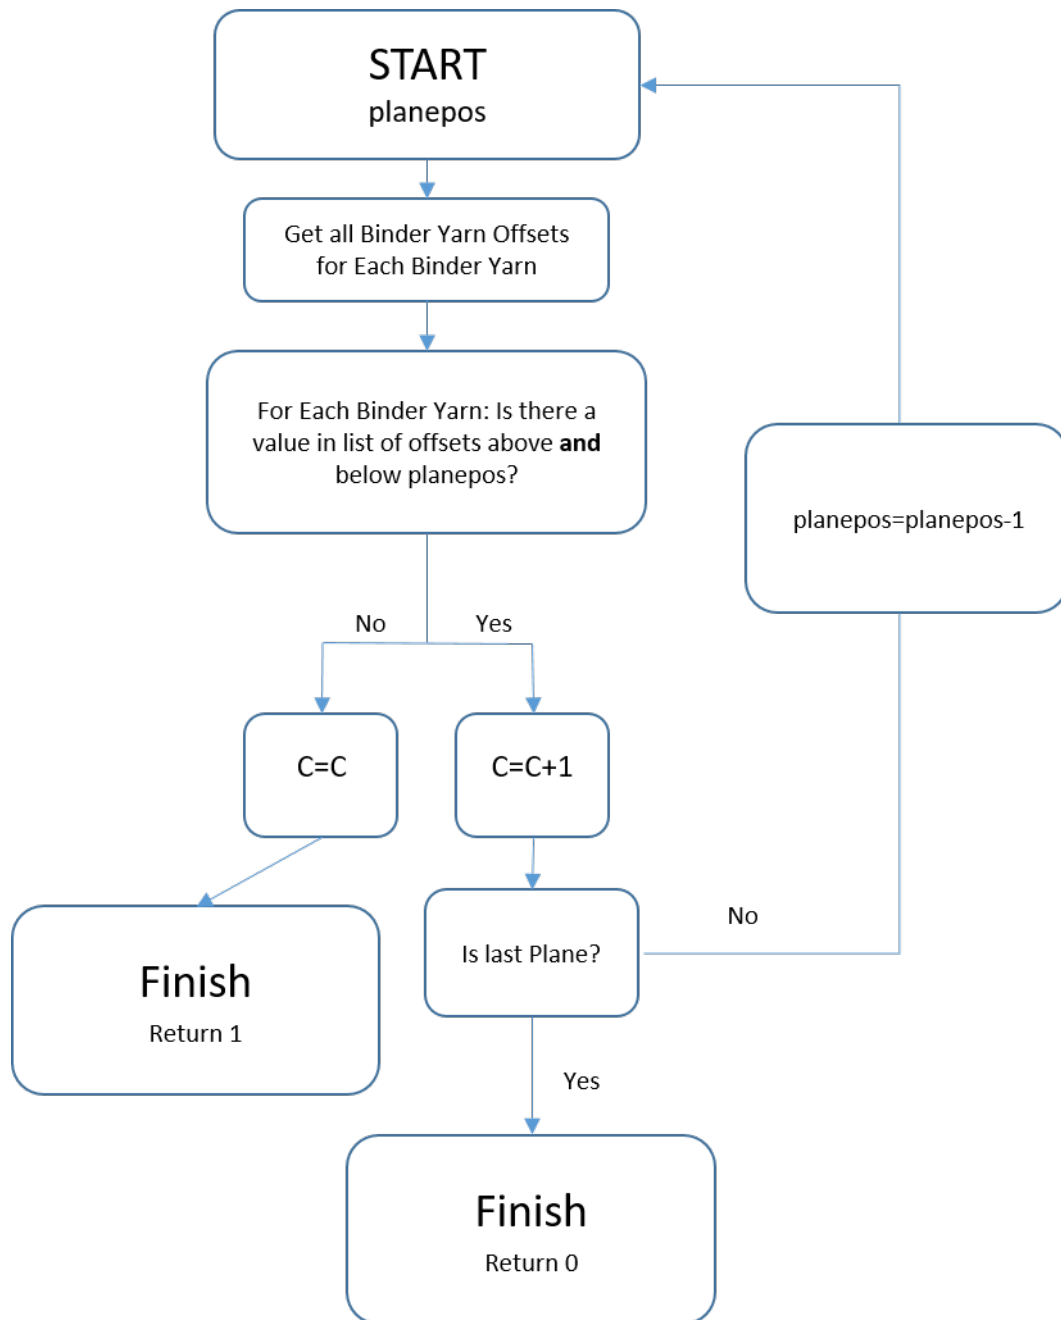 START
planepos
Get all Binder Yarn Offsets
for Each Binder Yarn
For Each Binder Yarn: Is there a
value in list of offsets above and
below planepos?
planepos=planepos-1
No
Yes
C=C
C=C+1
Is last Plane?
No
Finish
Return 1
Yes
Finish
Return 0